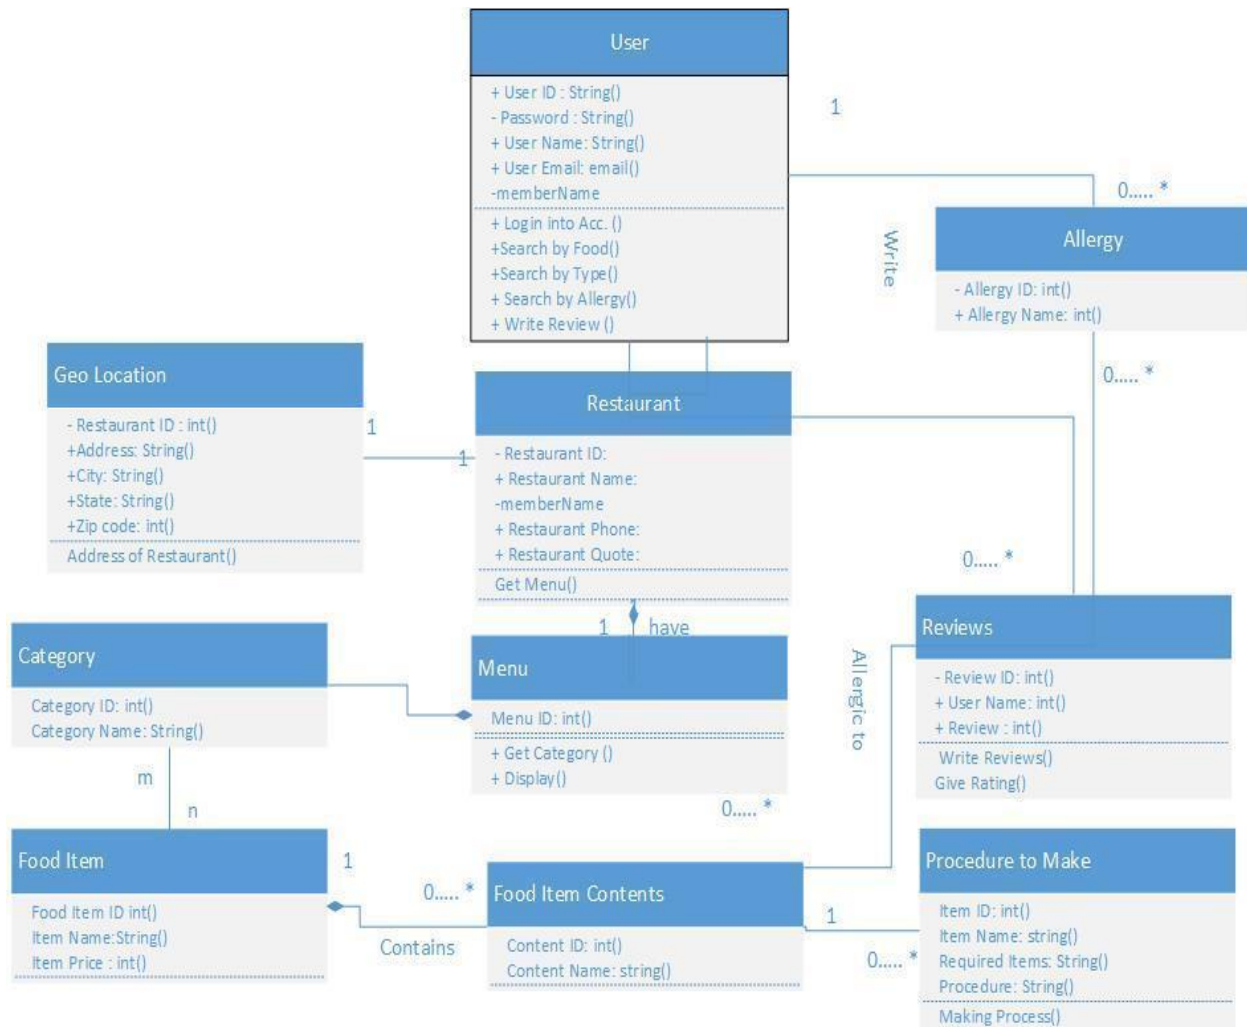 User
+ User ID : String()
- Password : String()
+ User Name: String()
+ User Email: email()
-memberName
+ Login into Acc. ()
+Search by Food()
+Search by Type()
+ Search by Allergy()
+ Write Review ()
1
0..... *
Write
Allergy
- Allergy ID: int()
+ Allergy Name: int()
0..... *
Geo Location
- Restaurant ID : int()
+Address: String()
+City: String()
+State: String()
+Zip code: int()
Address of Restaurant()
1
1
Restaurant
- Restaurant ID:
+ Restaurant Name:
-memberName
+ Restaurant Phone:
+ Restaurant Quote:
Get Menu()
0..... *
1
1 have
Category
Category ID: int()
Category Name: String()
Menu
Menu ID: int()
+ Get Category ()
+ Display()
0..... *
Allergic to
Reviews
- Review ID: int()
+ User Name: int()
+ Review : int()
Write Reviews()
Give Rating()
m
n
Food Item
Food Item ID int()
Item Name:String()
Item Price : int()
1
0..... *
Contains
Food Item Contents
Content ID: int()
Content Name: string()
1
0..... *
Procedure to Make
Item ID: int()
Item Name: string()
Required Items: String()
Procedure: String()
Making Process()